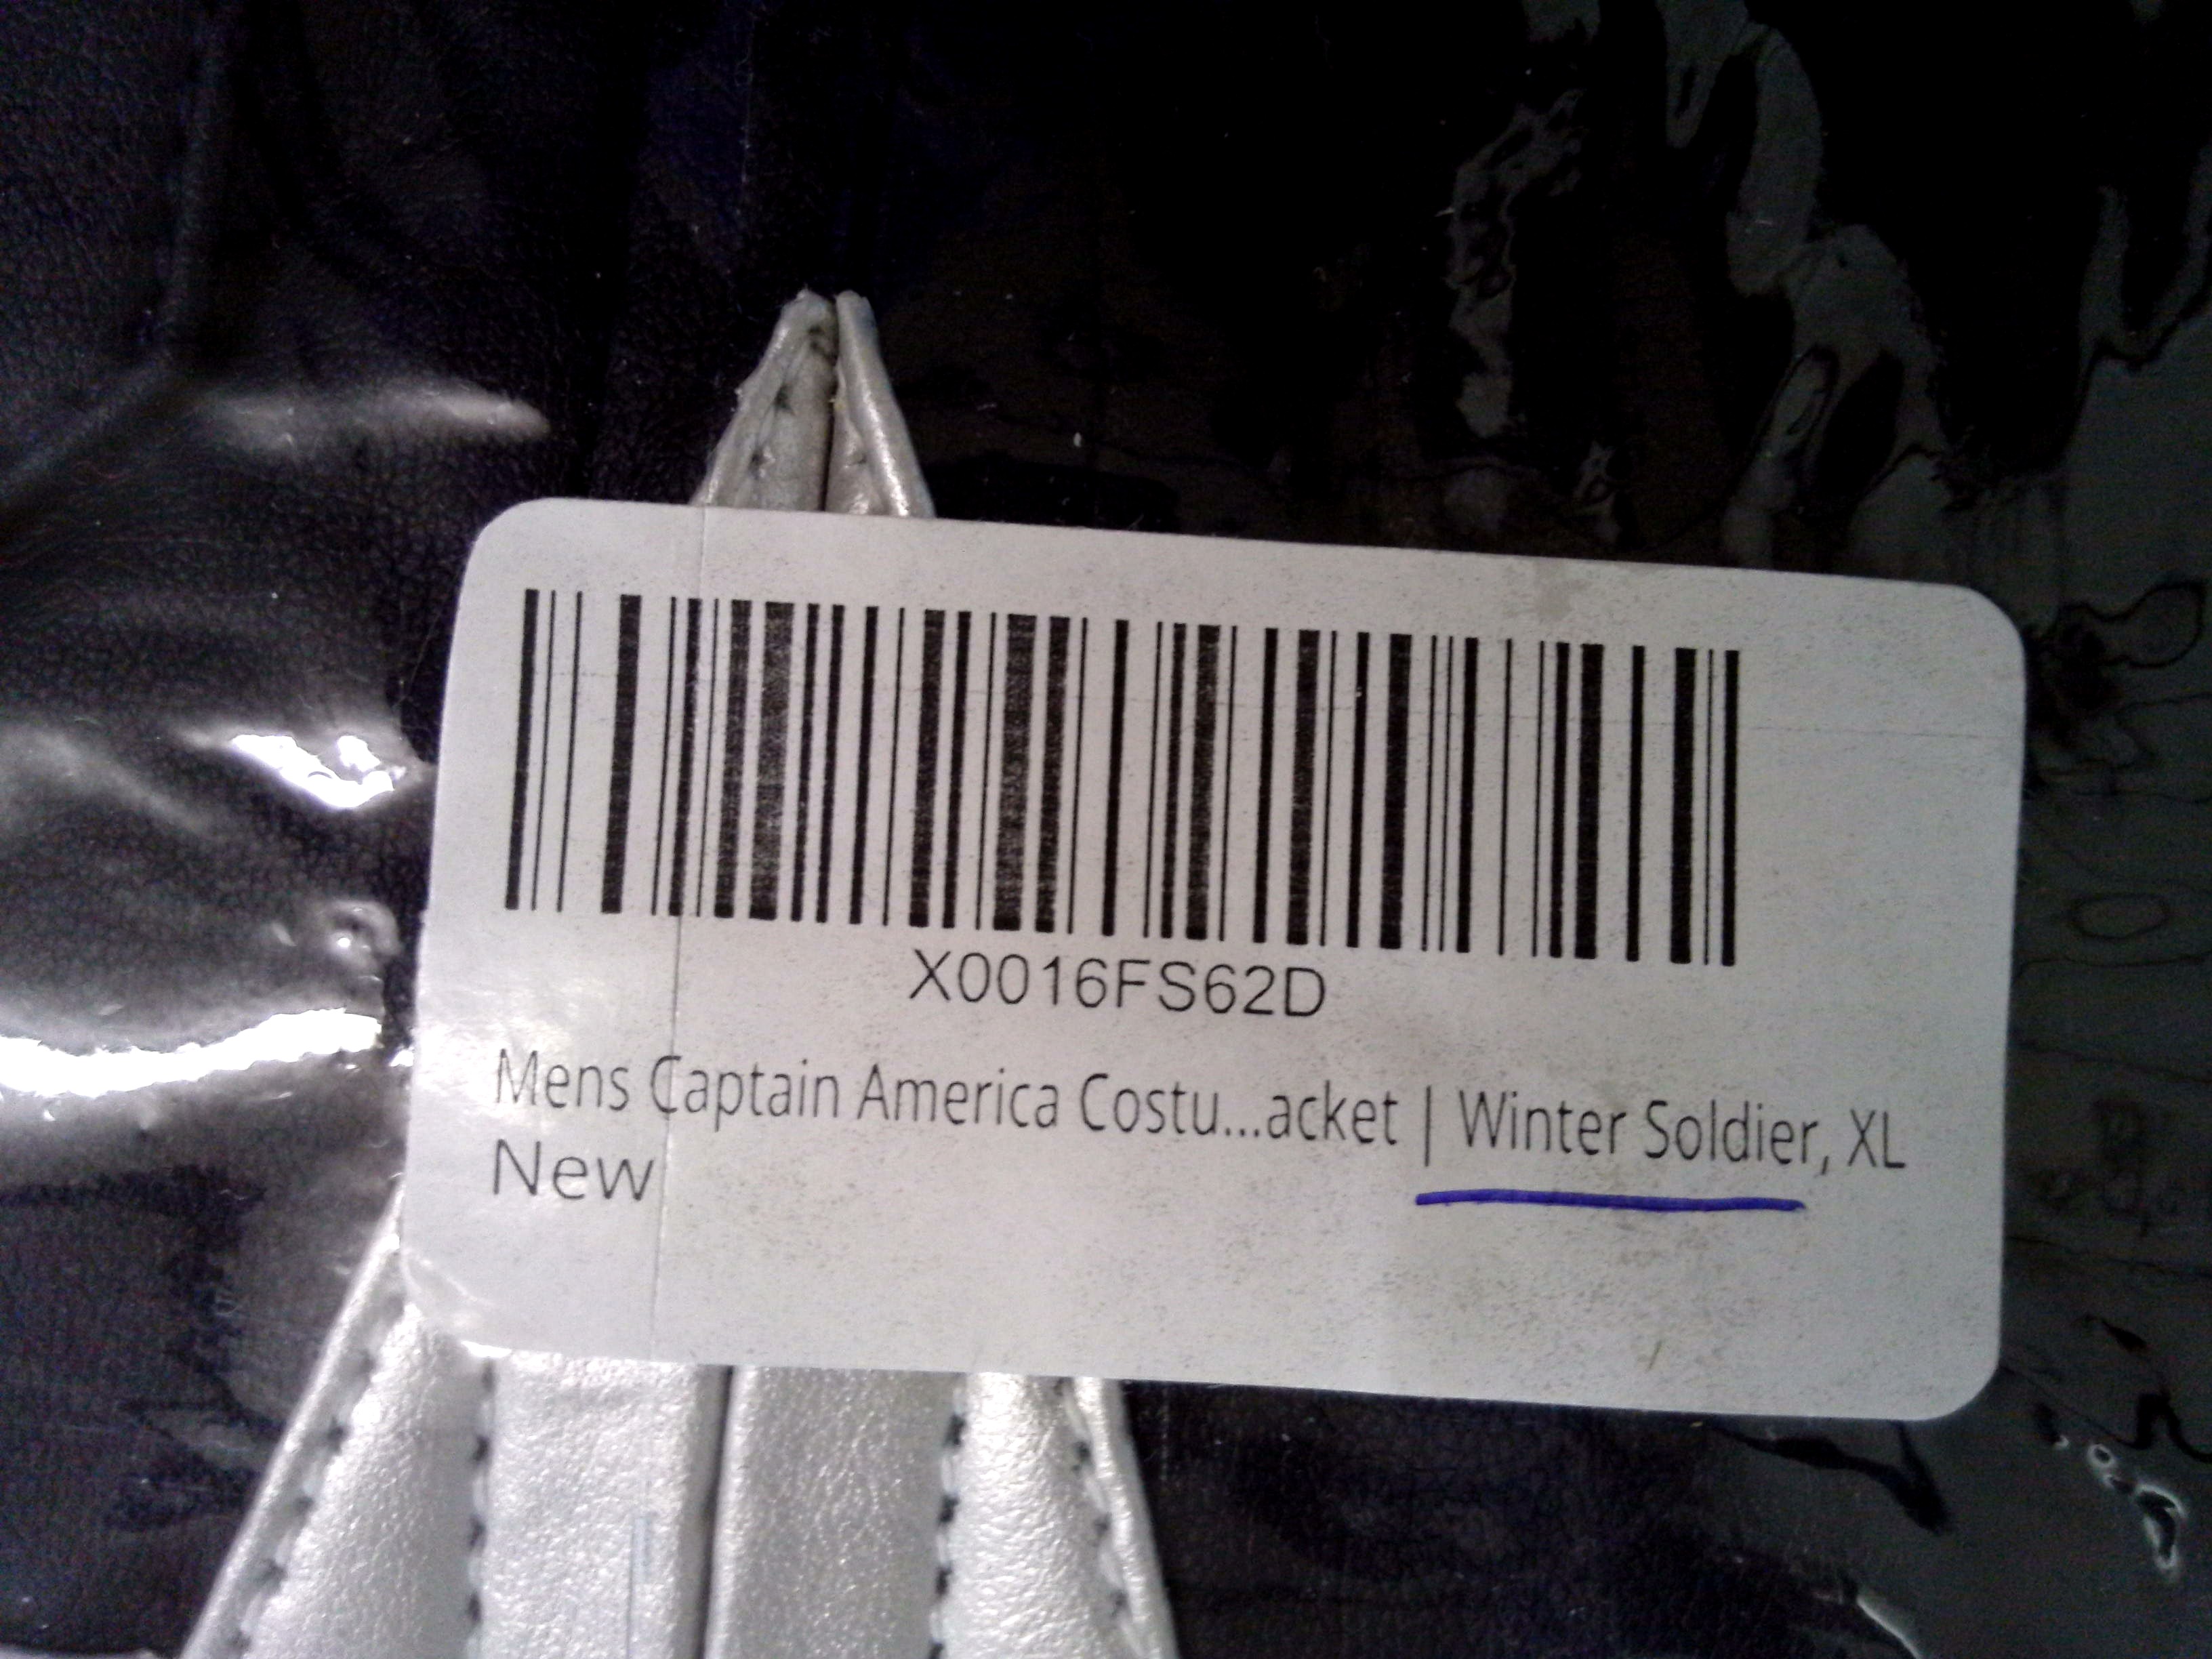 X0016FS62D
Mens Captain America Costu...acket | Winter Soldier, XL
New